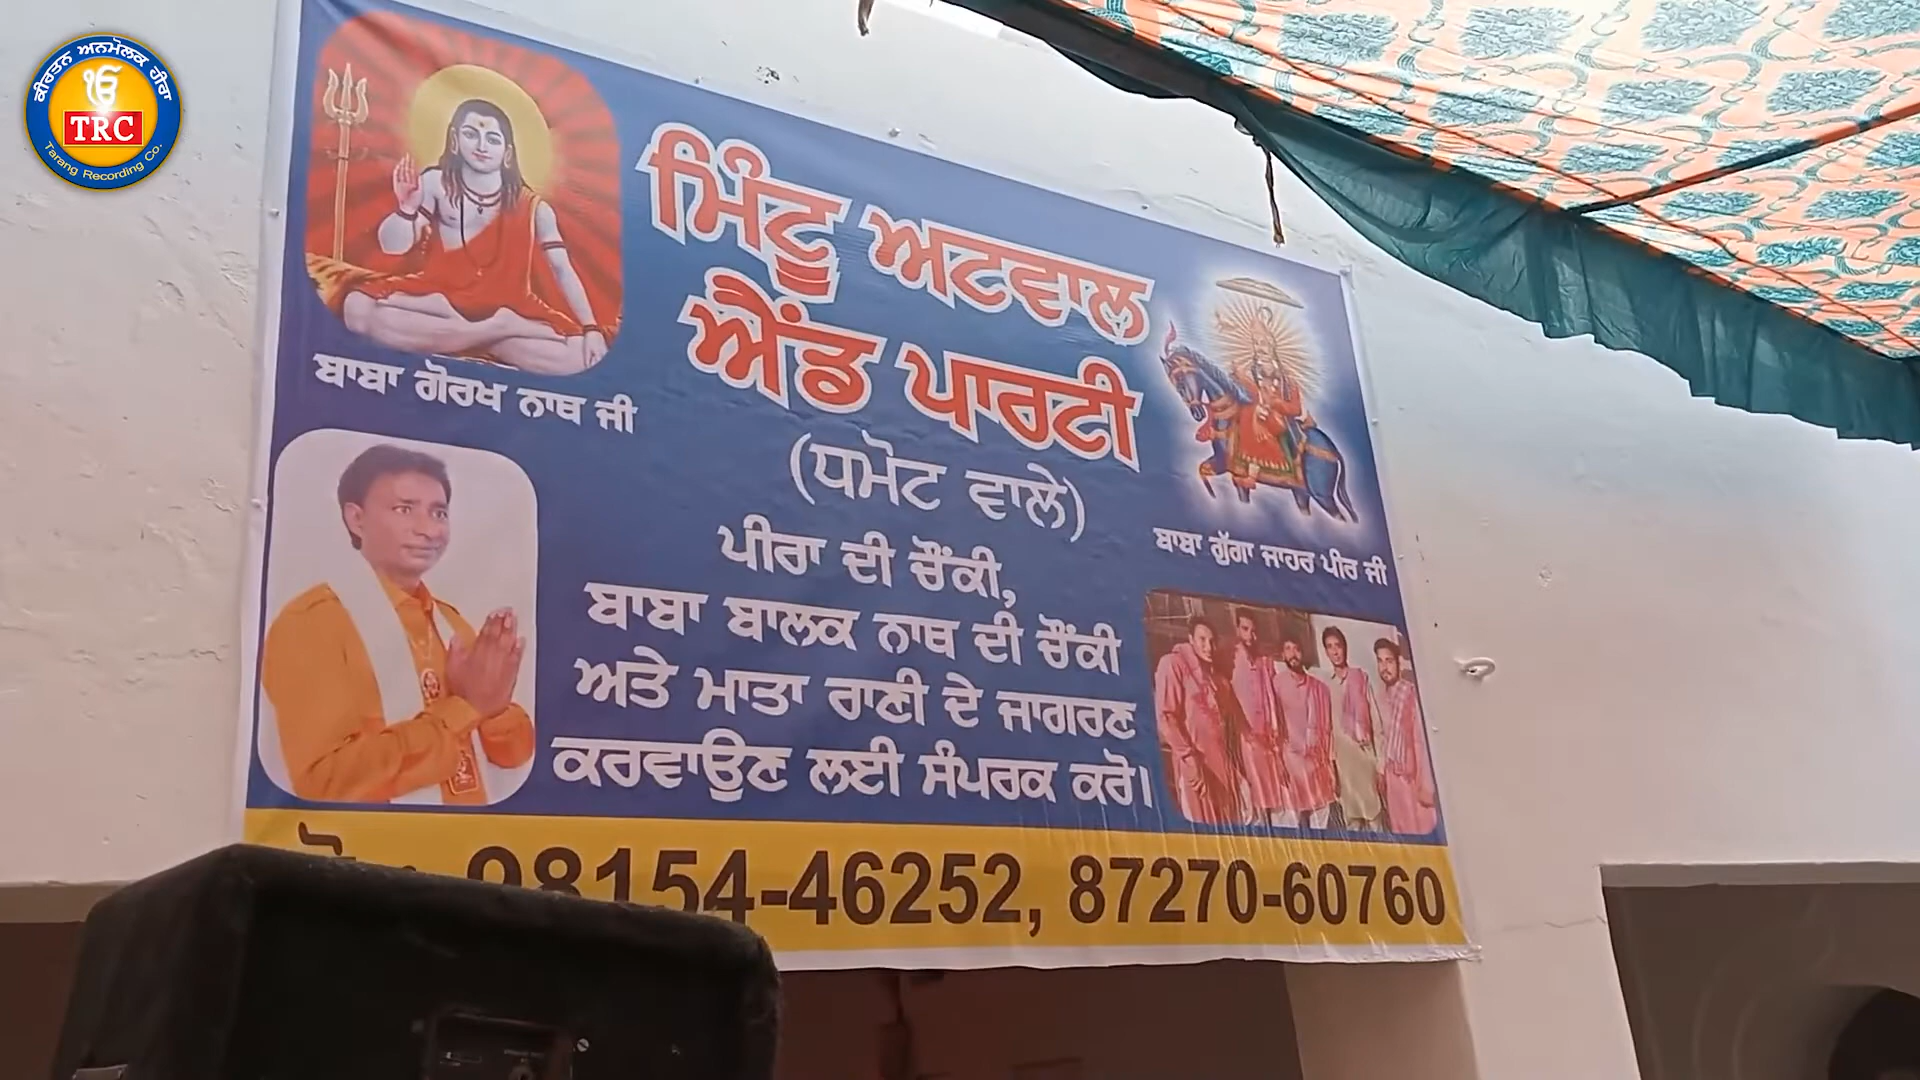 ਕੀਰਤਨ ਅਨਮੋਲਕ ਹੀਰਾ
ੴ
TRC
Tarang Recording Co.
ਮਿੰਟੂ ਅਟਵਾਲ
ਐਂਡ ਪਾਰਟੀ
(ਧਮੋਟ ਵਾਲੇ)
ਬਾਬਾ ਗੋਰਖ ਨਾਥ ਜੀ
ਬਾਬਾ ਗੁੱਗਾ ਜਾਹਰ ਪੀਰ ਜੀ
ਪੀਰਾ ਦੀ ਚੌਂਕੀ,
ਬਾਬਾ ਬਾਲਕ ਨਾਥ ਦੀ ਚੌਂਕੀ
ਅਤੇ ਮਾਤਾ ਰਾਣੀ ਦੇ ਜਾਗਰਣ
ਕਰਵਾਉਣ ਲਈ ਸੰਪਰਕ ਕਰੋ।
98154-46252, 87270-60760